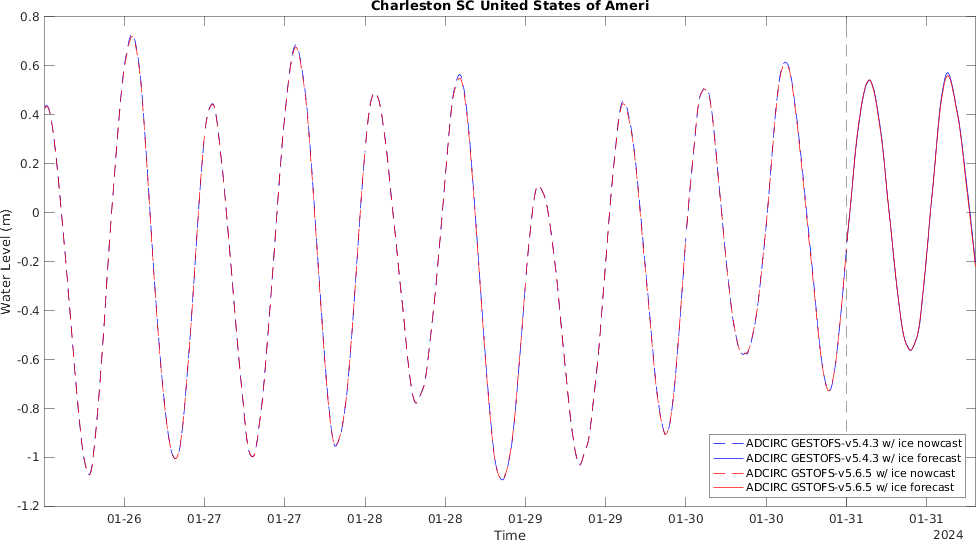 Charleston SC United States of Ameri
0.8
0.6
0.4
0.2
0
-0.2
-0.4
-0.6
-0.8
-1
-1.2
Water Level (m)
ADCIRC GESTOFS-v5.4.3 w/ ice nowcast
ADCIRC GESTOFS-v5.4.3 w/ ice forecast
ADCIRC GSTOFS-v5.6.5 w/ ice nowcast
ADCIRC GSTOFS-v5.6.5 w/ ice forecast
01-26 01-27 01-27 01-28 01-28 01-29 01-29 01-30 01-30 01-31 01-31
Time
2024